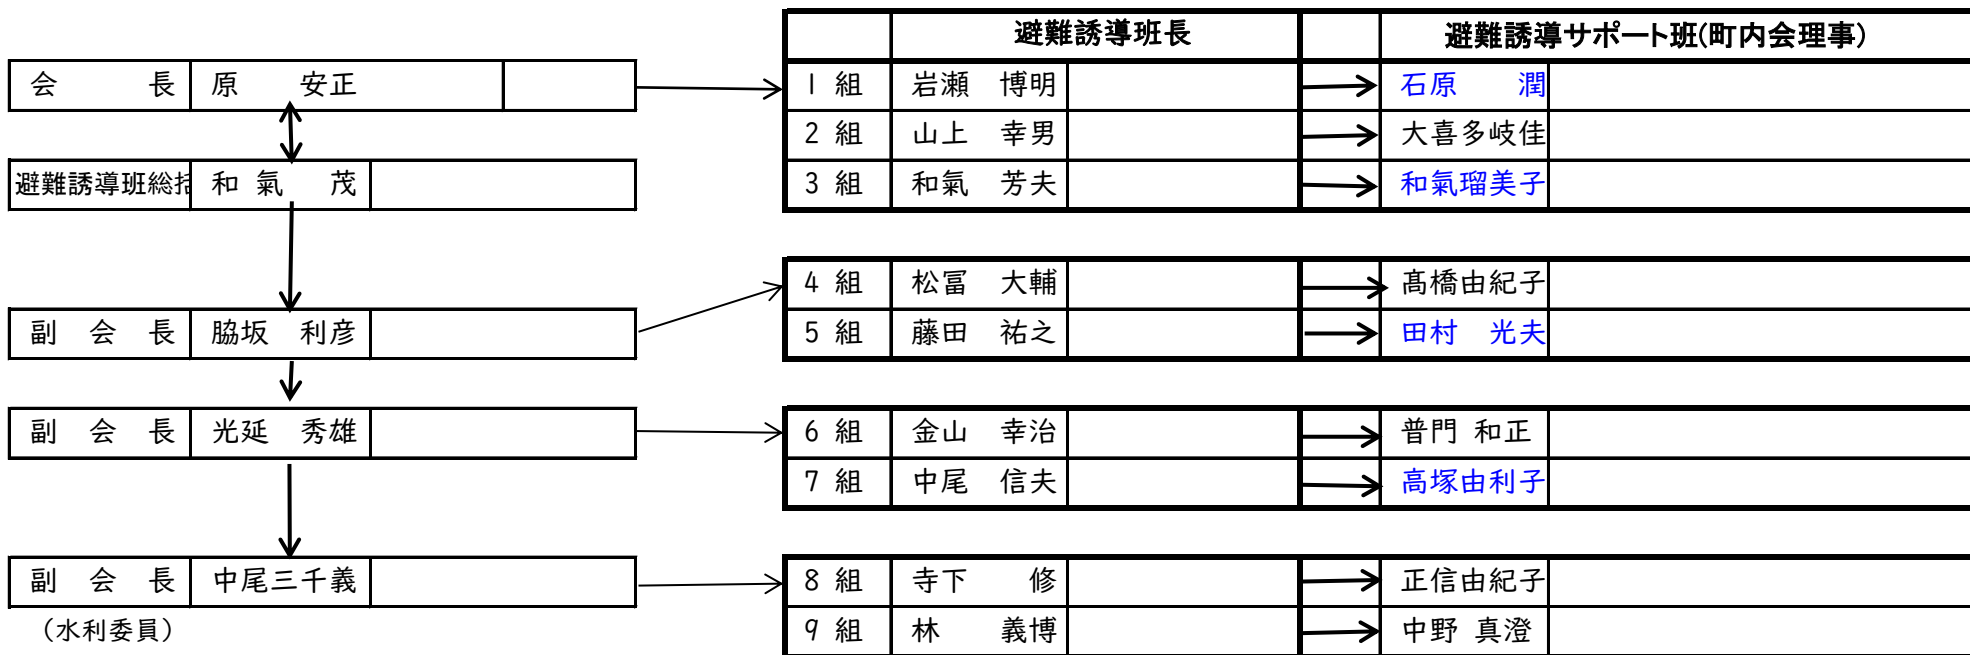 避難誘導班長 避難誘導サポート班(町内会理事)
会 長 原 安正 1 組 岩瀬 博明 石原 潤
2 組 山上 幸男 大喜多岐佳
避難誘導班総括 和 氣 茂 3 組 和氣 芳夫 和氣瑠美子
4 組 松冨 大輔 髙橋由紀子
副 会 長 脇坂 利彦 5 組 藤田 祐之 田村 光夫
副 会 長 光延 秀雄 6 組 金山 幸治 普門 和正
7 組 中尾 信夫 高塚由利子
副 会 長 中尾三千義 8 組 寺下 修 正信由紀子
（水利委員） 9 組 林 義博 中野 真澄